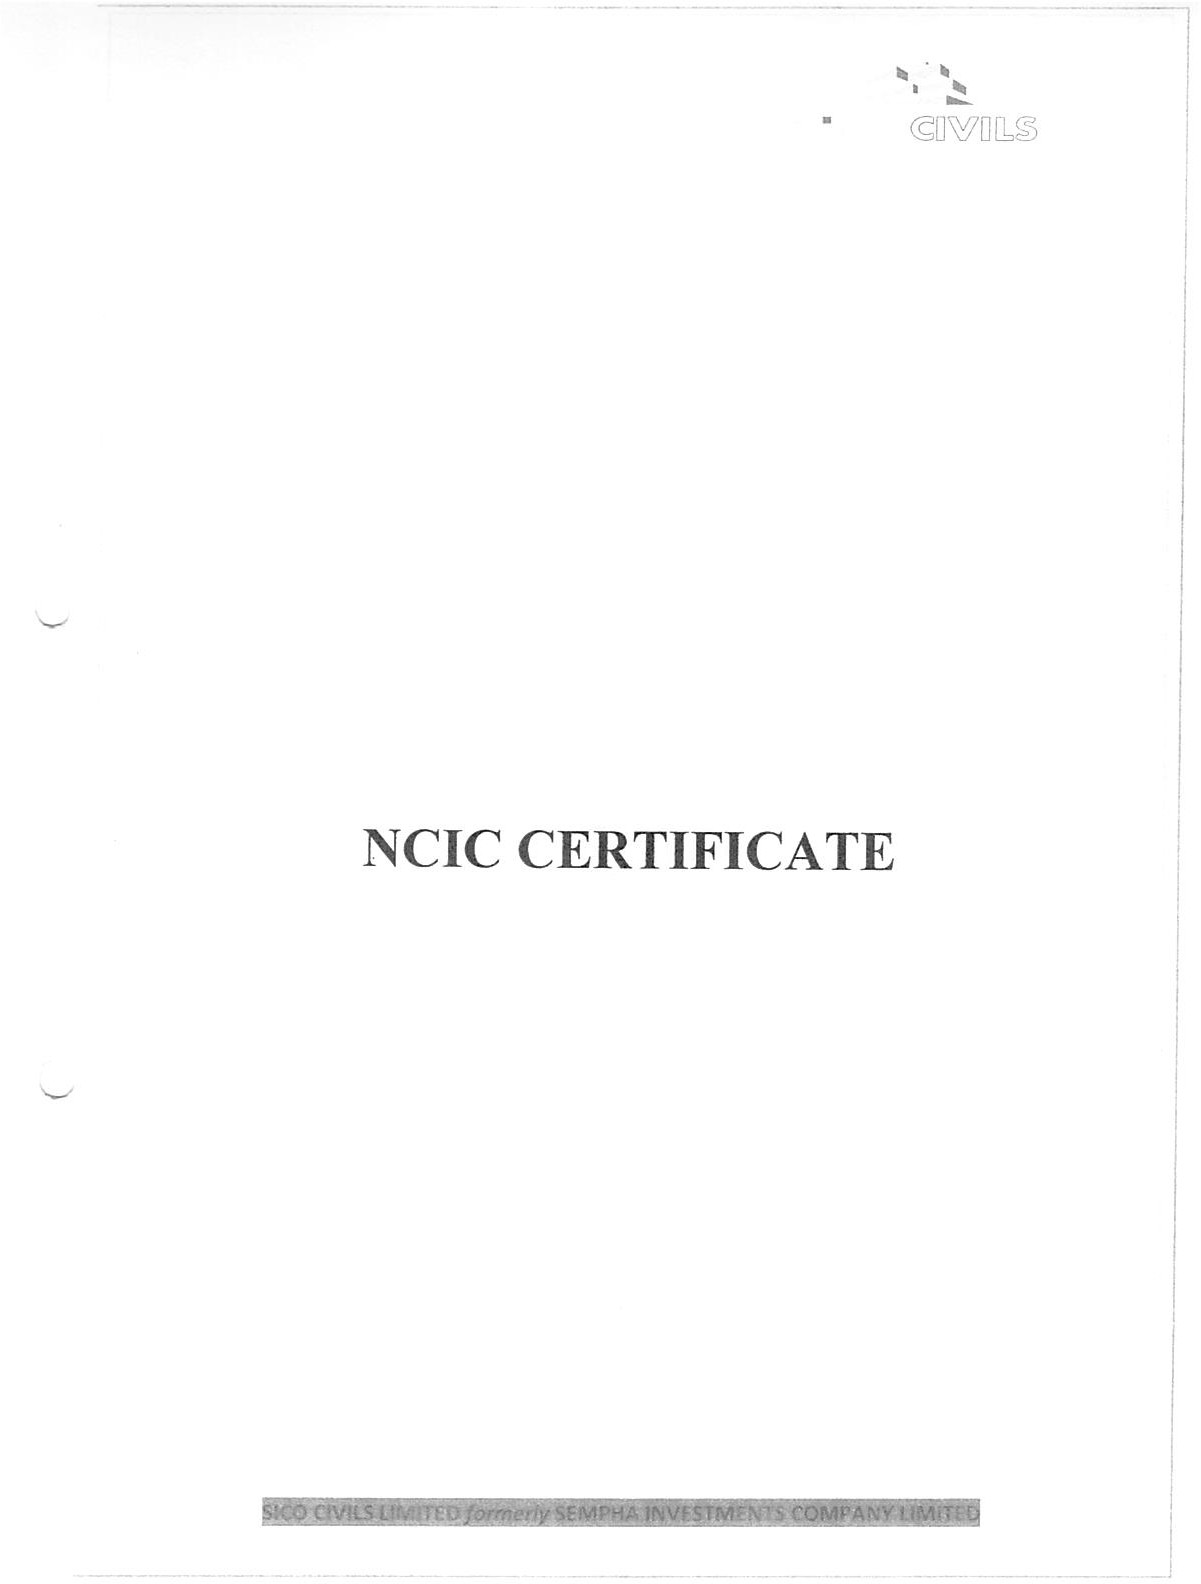 CIVILS
NCIC CERTIFICATE
SICO CIVILS LIMITED formerly SEMPHA INVESTMENTS COMPANY LIMITED